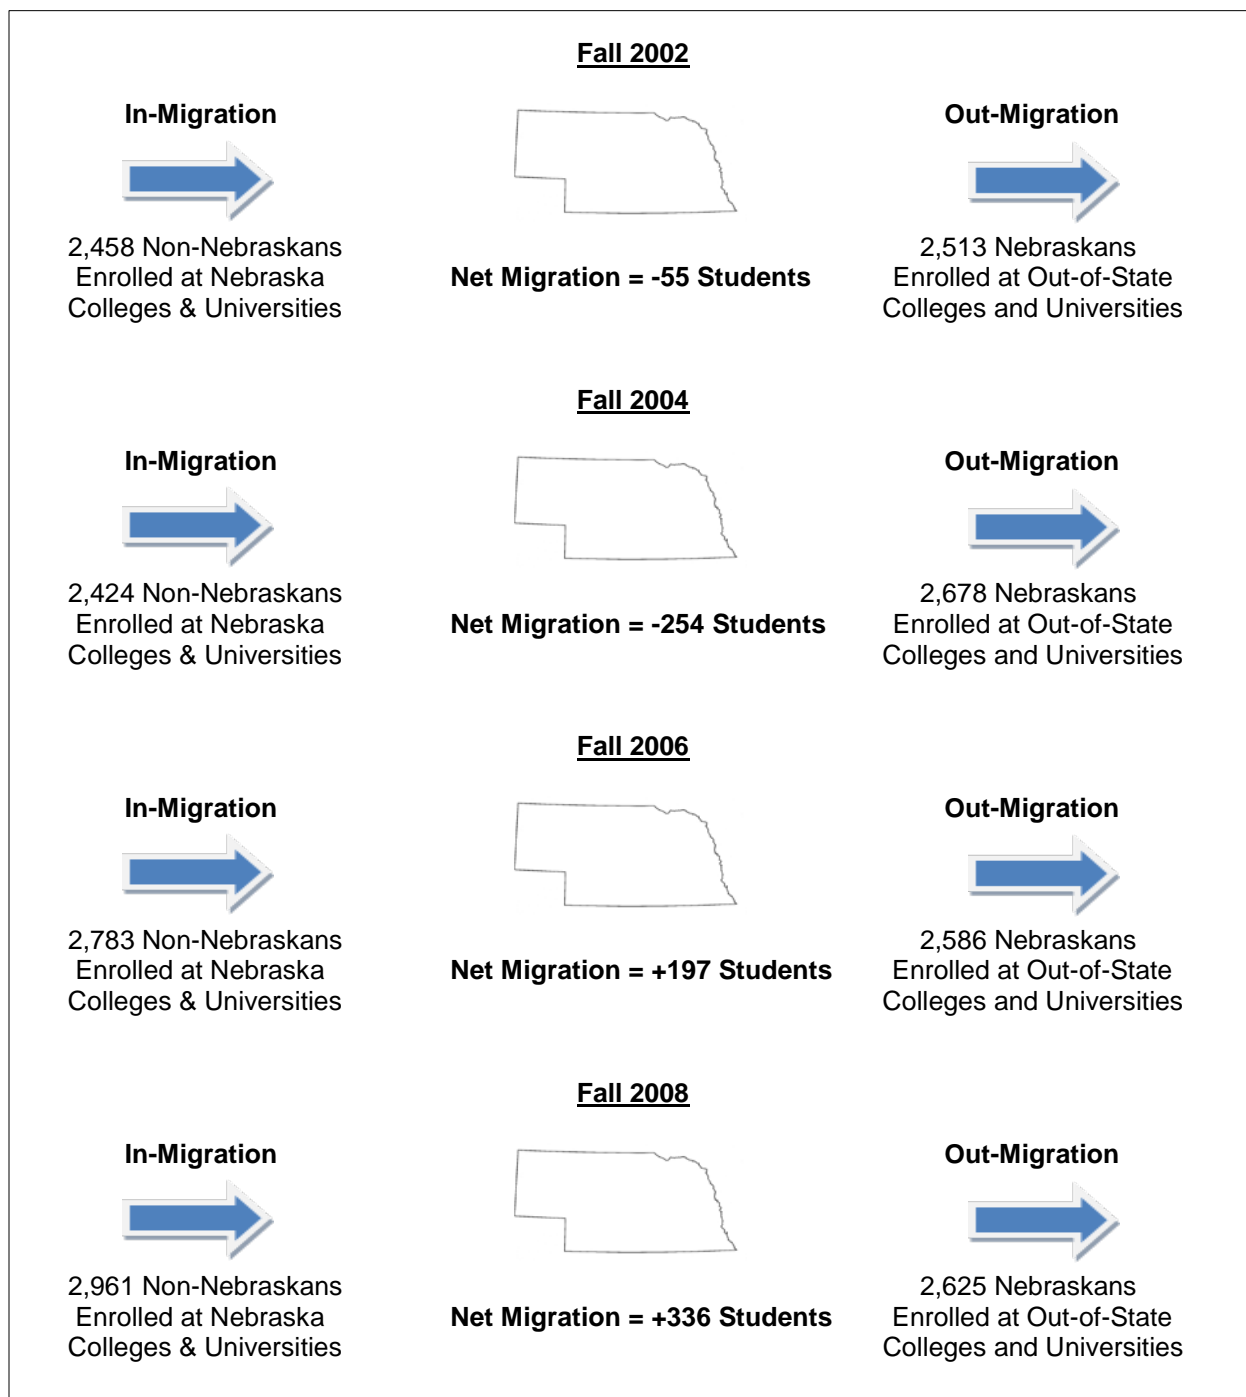 Fall 2002
In-Migration
Out-Migration
2,458 Non-Nebraskans
Enrolled at Nebraska
Colleges & Universities
Net Migration = -55 Students
2,513 Nebraskans
Enrolled at Out-of-State
Colleges and Universities
Fall 2004
In-Migration
Out-Migration
2,424 Non-Nebraskans
Enrolled at Nebraska
Colleges & Universities
Net Migration = -254 Students
2,678 Nebraskans
Enrolled at Out-of-State
Colleges and Universities
Fall 2006
In-Migration
Out-Migration
2,783 Non-Nebraskans
Enrolled at Nebraska
Colleges & Universities
Net Migration = +197 Students
2,586 Nebraskans
Enrolled at Out-of-State
Colleges and Universities
Fall 2008
In-Migration
Out-Migration
2,961 Non-Nebraskans
Enrolled at Nebraska
Colleges & Universities
Net Migration = +336 Students
2,625 Nebraskans
Enrolled at Out-of-State
Colleges and Universities